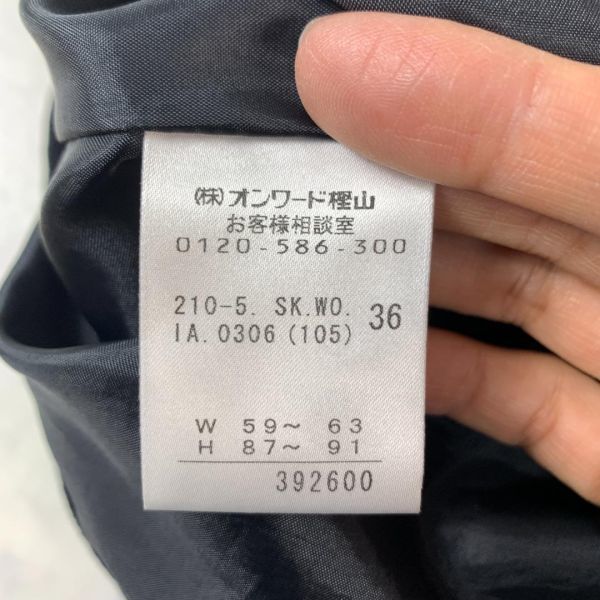 (株)オンワード樫山
お客様相談室
0120-586-300
210-5. SK.WO. 36
IA.0306(105)
W 59〜 63
H 87〜 91
392600